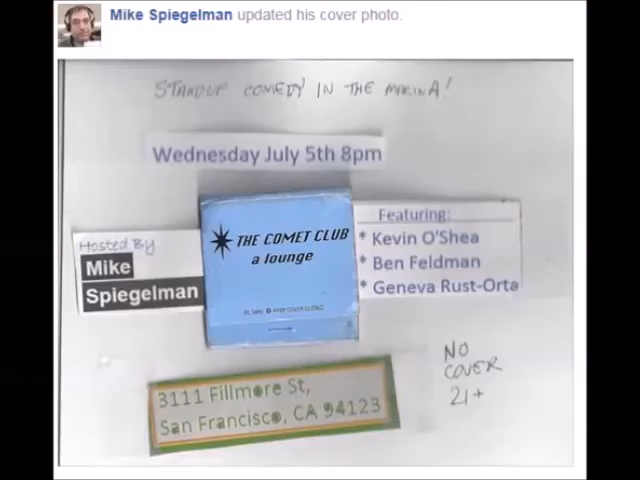 Mike Spiegelman updated his cover photo.
STANDUP COMEDY IN THE MARINA!
Wednesday July 5th 8pm
Hosted By
Mike
Spiegelman
THE COMET CLUB
a lounge
Featuring:
* Kevin O'Shea
* Ben Feldman
* Geneva Rust-Orta
3111 Fillmore St,
San Francisco, CA 94123
NO
COVER
21+